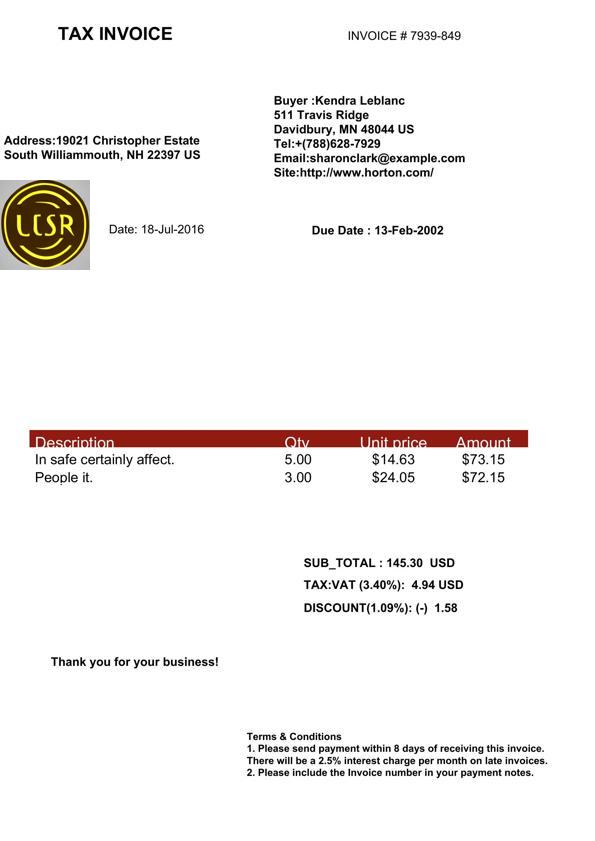 TAX INVOICE
INVOICE # 7939-849
Buyer :Kendra Leblanc
511 Travis Ridge
Davidbury, MN 48044 US
Tel:+(788)628-7929
Email:sharonclark@example.com
Site:http://www.horton.com/
Address:19021 Christopher Estate
South Williammouth, NH 22397 US
Date: 18-Jul-2016
Due Date : 13-Feb-2002
Description Qty Unit price Amount
In safe certainly affect. 5.00 $14.63 $73.15
People it. 3.00 $24.05 $72.15
SUB_TOTAL : 145.30 USD
TAX:VAT (3.40%): 4.94 USD
DISCOUNT(1.09%): (-) 1.58
Thank you for your business!
Terms & Conditions
1. Please send payment within 8 days of receiving this invoice.
There will be a 2.5% interest charge per month on late invoices.
2. Please include the Invoice number in your payment notes.